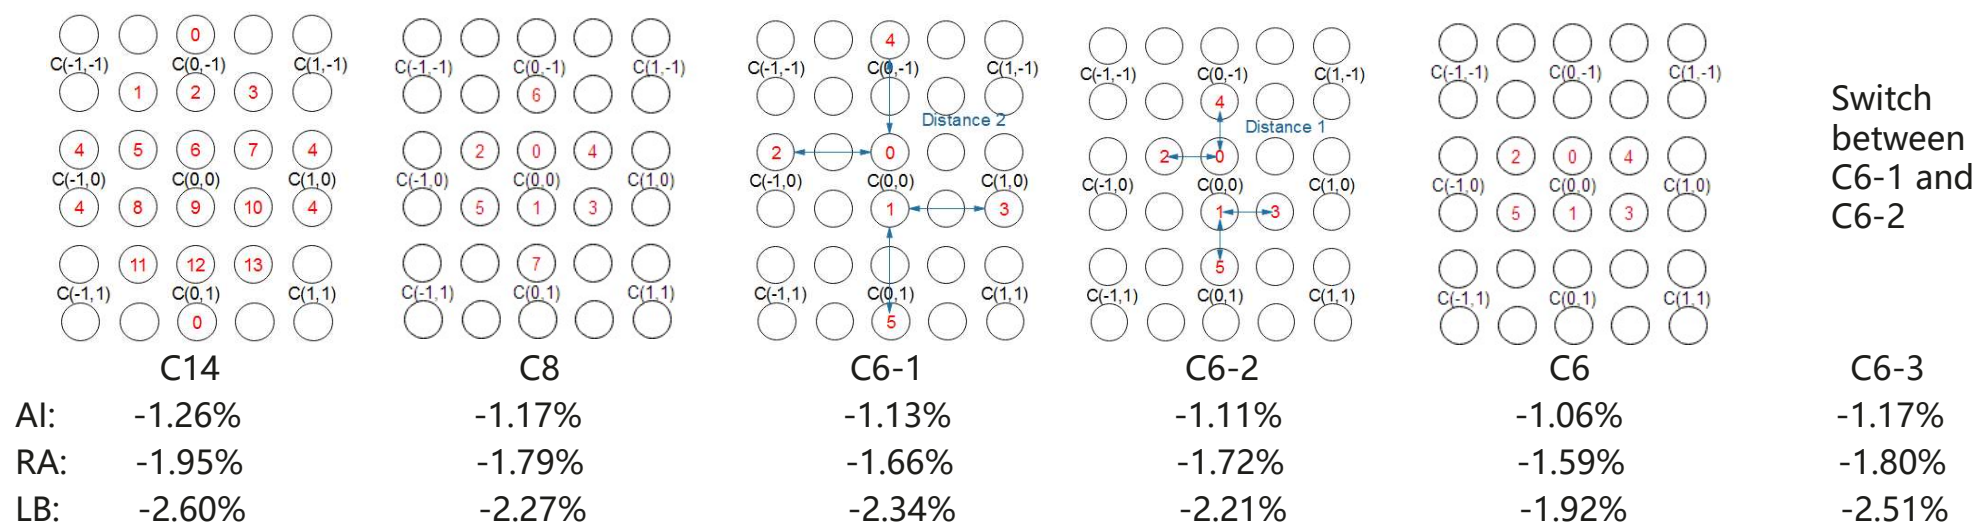 0
C(-1,-1) C(0,-1) C(1,-1)
1 2 3
4 5 6 7 4
C(-1,0) C(0,0) C(1,0)
4 8 9 10 4
11 12 13
C(-1,1) C(0,1) C(1,1)
0
C(-1,-1) C(0,-1) C(1,-1)
6
2 0 4
C(-1,0) C(0,0) C(1,0)
5 1 3
7
C(-1,1) C(0,1) C(1,1)
4
C(-1,-1) C(0,-1) C(1,-1)
Distance 2
2 0
C(-1,0) C(0,0) C(1,0)
1 3
C(-1,1) C(0,1) C(1,1)
5
C(-1,-1) C(0,-1) C(1,-1)
4
Distance 1
2 0
C(-1,0) C(0,0) C(1,0)
1 3
5
C(-1,1) C(0,1) C(1,1)
C(-1,-1) C(0,-1) C(1,-1)
2 0 4
C(-1,0) C(0,0) C(1,0)
5 1 3
C(-1,1) C(0,1) C(1,1)
Switch
between
C6-1 and
C6-2
C14 C8 C6-1 C6-2 C6 C6-3
AI: -1.26% -1.17% -1.13% -1.11% -1.06% -1.17%
RA: -1.95% -1.79% -1.66% -1.72% -1.59% -1.80%
LB: -2.60% -2.27% -2.34% -2.21% -1.92% -2.51%